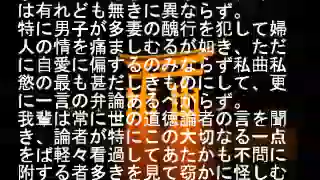 は有れども無きに異ならず。
特に男子が多妻の醜行を犯して婦
人の情を痛ましむるが如き、ただ
に自愛に偏するのみならず私曲私
慾の最も甚だしきものにして、更
に一言の弁論あるべからず。
我輩は常に世の道徳論者の言を聞
き、論者が特にこの大切なる一点
をば軽々看過してあたかも不問に
附する者多きを見て窃かに怪しむ